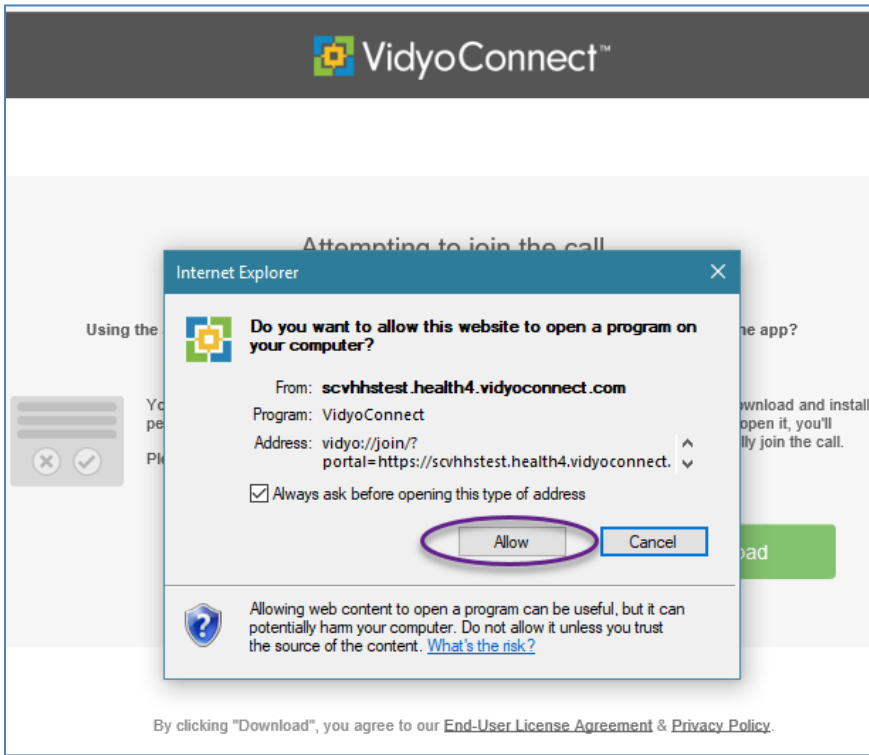 VidyoConnect™
Attempting to join the call
Internet Explorer
Using the
he app?
Do you want to allow this website to open a program on
your computer?
From: scvhhstest.health4.vidyoconnect.com
Program: VidyoConnect
Address: vidyo://join/?
portal=https://scvhhstest.health4.vidyoconnect.
Yo
pe
Ple
wnload and install
open it, you'll
lly join the call.
Always ask before opening this type of address
Allow
Cancel
ad
Allowing web content to open a program can be useful, but it can
potentially harm your computer. Do not allow it unless you trust
the source of the content. What's the risk?
By clicking "Download", you agree to our End-User License Agreement & Privacy Policy.